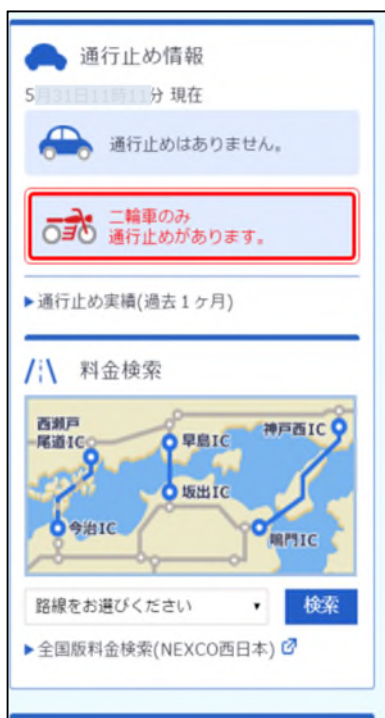 通行止め情報
5月31日11時11分 現在
通行止めはありません。
二輪車のみ
通行止めがあります。
▶通行止め実績(過去1ヶ月)
料金検索
西瀬戸
尾道IC
早島IC
神戸西IC
坂出IC
今治IC
鳴門IC
路線をお選びください ▼ 検索
▶全国版料金検索(NEXCO西日本)